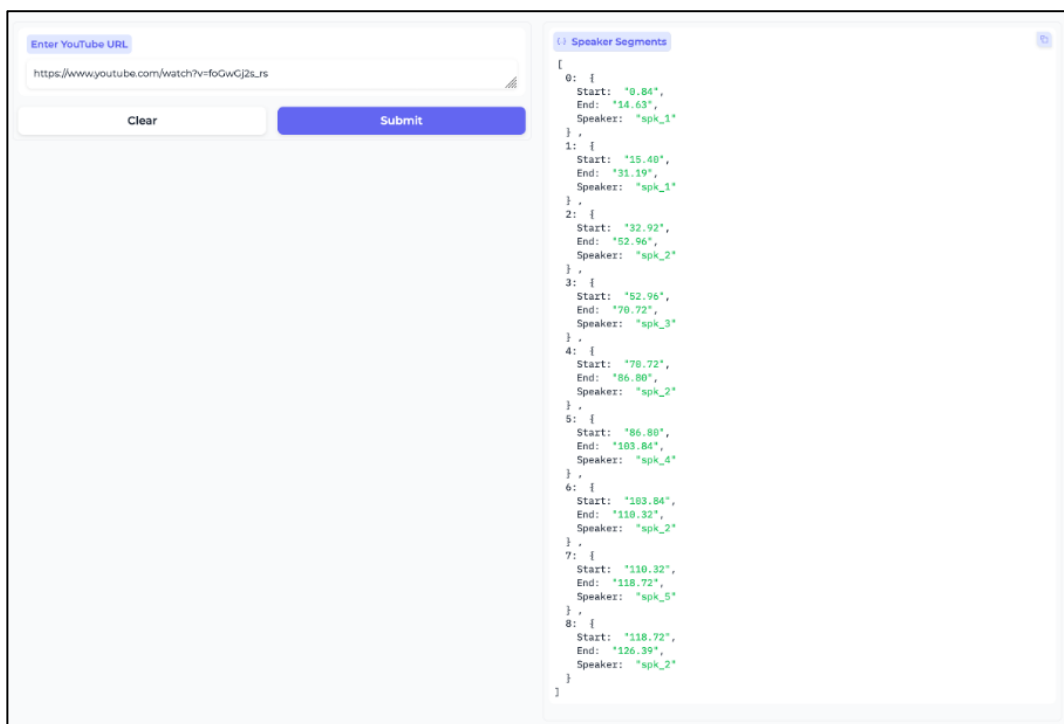 Enter YouTube URL
https://www.youtube.com/watch?v=foGwGj2s_rs
Clear
Submit
Speaker Segments
[
0: {
Start: "0.84",
End: "14.63",
Speaker: "spk_1"
} ,
1: {
Start: "15.40",
End: "31.19",
Speaker: "spk_1"
} ,
2: {
Start: "32.92",
End: "52.96",
Speaker: "spk_2"
} ,
3: {
Start: "52.96",
End: "70.72",
Speaker: "spk_3"
} ,
4: {
Start: "70.72",
End: "86.80",
Speaker: "spk_2"
} ,
5: {
Start: "86.80",
End: "103.84",
Speaker: "spk_4"
} ,
6: {
Start: "103.84",
End: "110.32",
Speaker: "spk_2"
} ,
7: {
Start: "110.32",
End: "118.72",
Speaker: "spk_5"
} ,
8: {
Start: "118.72",
End: "126.39",
Speaker: "spk_2"
}
]